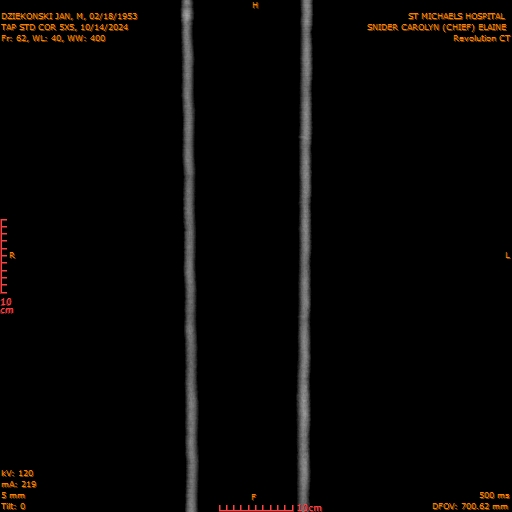 H
DZIEKONSKI JAN, M, 02/18/1953
TAP STD COR 5X5, 10/14/2024
Fr: 62, WL: 40, WW: 400
ST MICHAELS HOSPITAL
SNIDER CAROLYN (CHIEF) ELAINE
Revolution CT
R
L
10
cm
kV: 120
mA: 219
5 mm
Tilt: 0
F
10cm
500 ms
DFOV: 700.62 mm